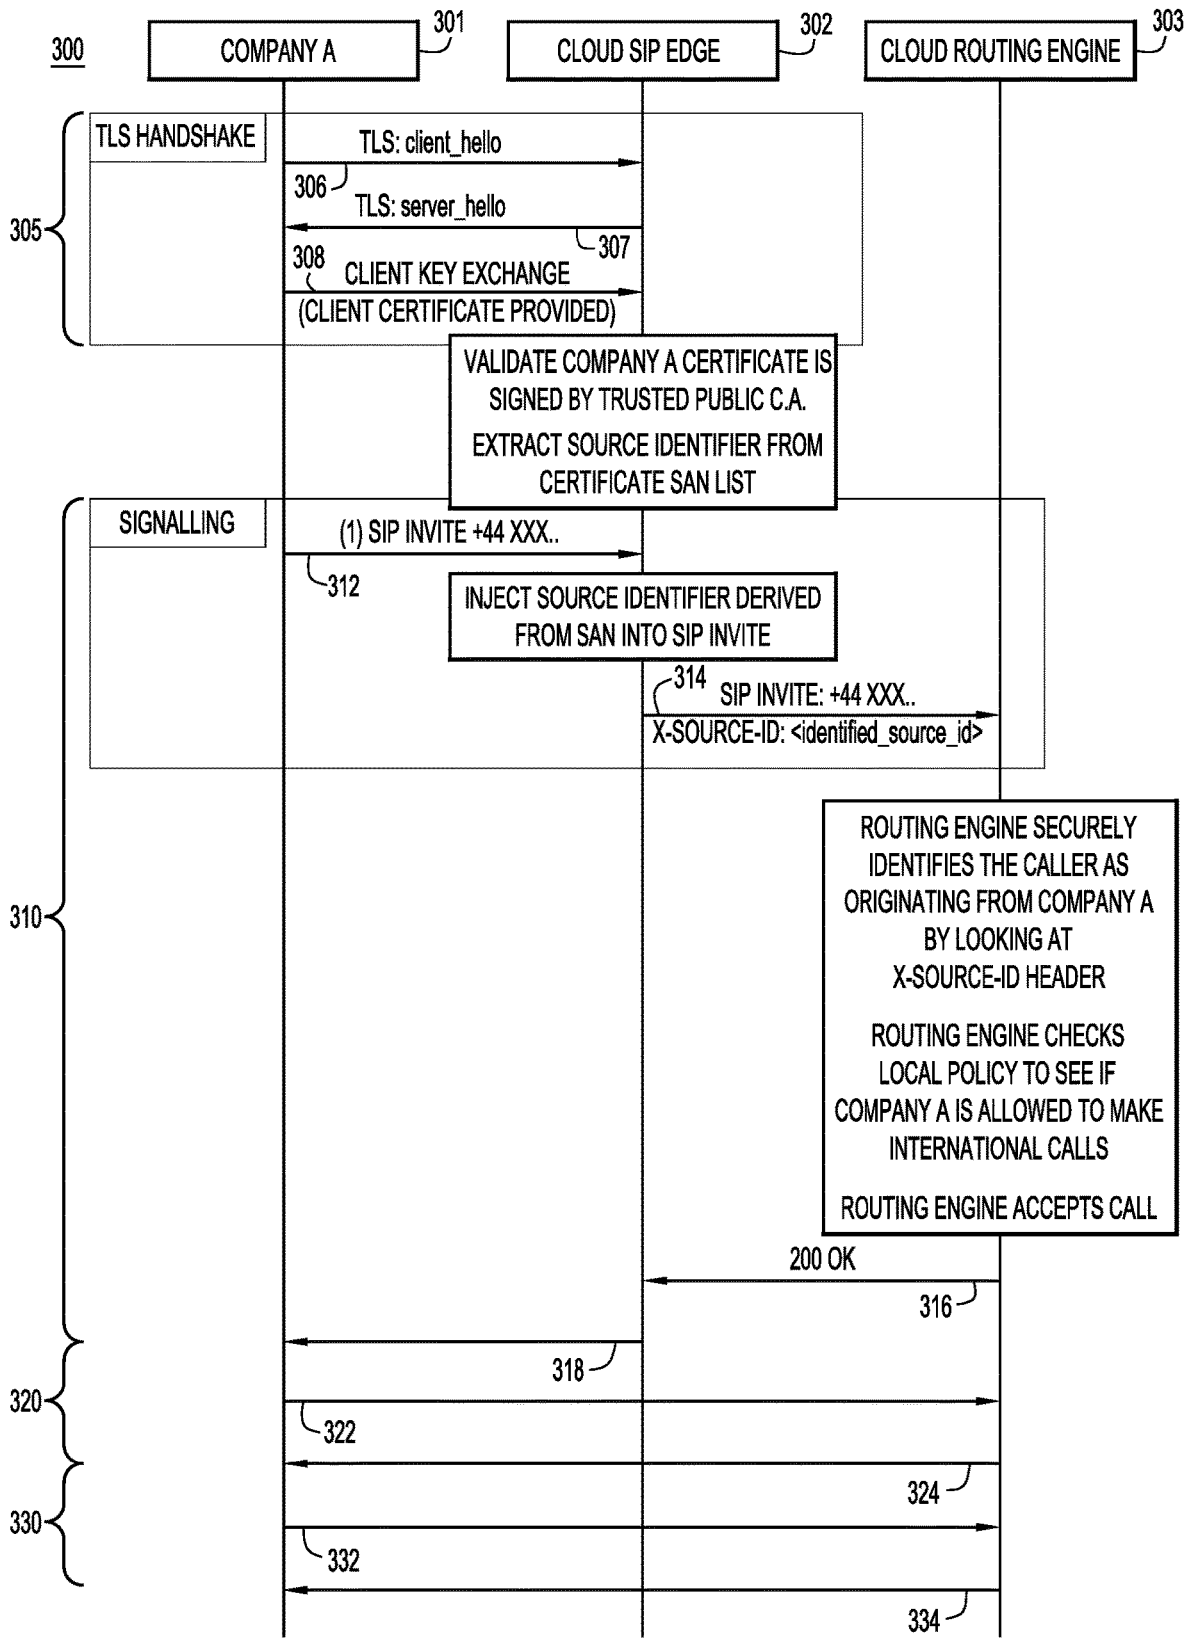 300
COMPANY A
301
CLOUD SIP EDGE
302
CLOUD ROUTING ENGINE
303
TLS HANDSHAKE
TLS: client_hello
306
TLS: server_hello
305
307
308
CLIENT KEY EXCHANGE
(CLIENT CERTIFICATE PROVIDED)
VALIDATE COMPANY A CERTIFICATE IS
SIGNED BY TRUSTED PUBLIC C.A.
EXTRACT SOURCE IDENTIFIER FROM
CERTIFICATE SAN LIST
SIGNALLING
(1) SIP INVITE +44 XXX..
312
INJECT SOURCE IDENTIFIER DERIVED
FROM SAN INTO SIP INVITE
314
SIP INVITE: +44 XXX..
X-SOURCE-ID: <identified_source_id>
310
ROUTING ENGINE SECURELY
IDENTIFIES THE CALLER AS
ORIGINATING FROM COMPANY A
BY LOOKING AT
X-SOURCE-ID HEADER
ROUTING ENGINE CHECKS
LOCAL POLICY TO SEE IF
COMPANY A IS ALLOWED TO MAKE
INTERNATIONAL CALLS
ROUTING ENGINE ACCEPTS CALL
200 OK
316
318
320
322
324
330
332
334